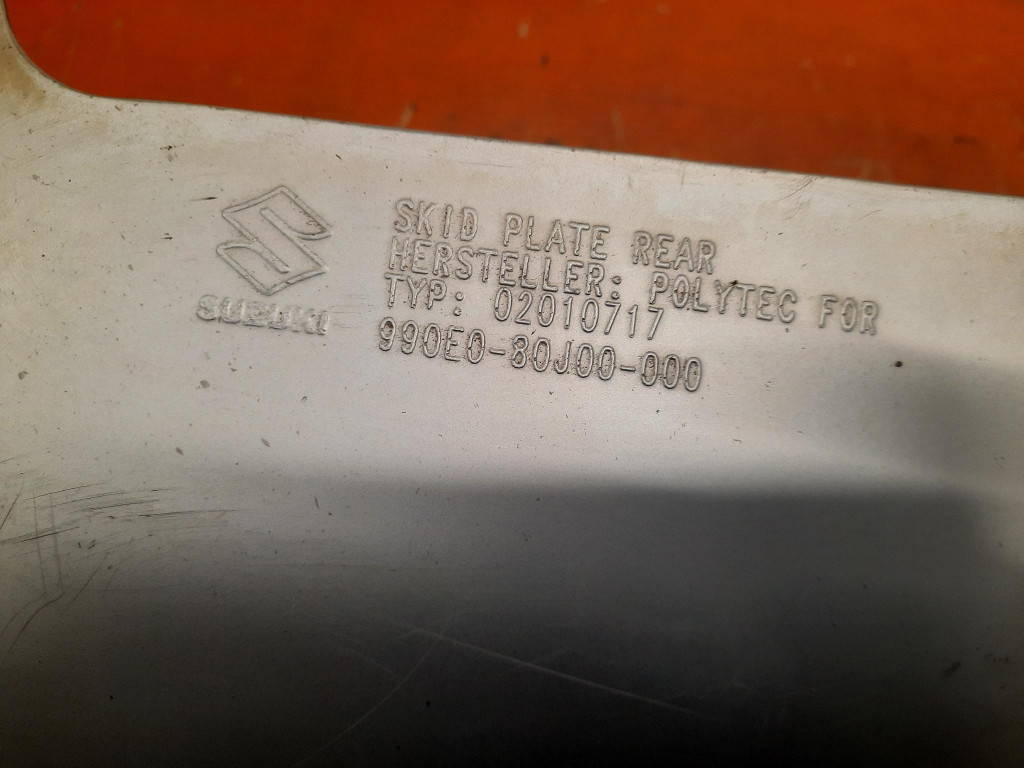 SUZUKI
SKID PLATE REAR
HERSTELLER: POLYTEC FOR
TYP: 02010717
990E0-80J00-000